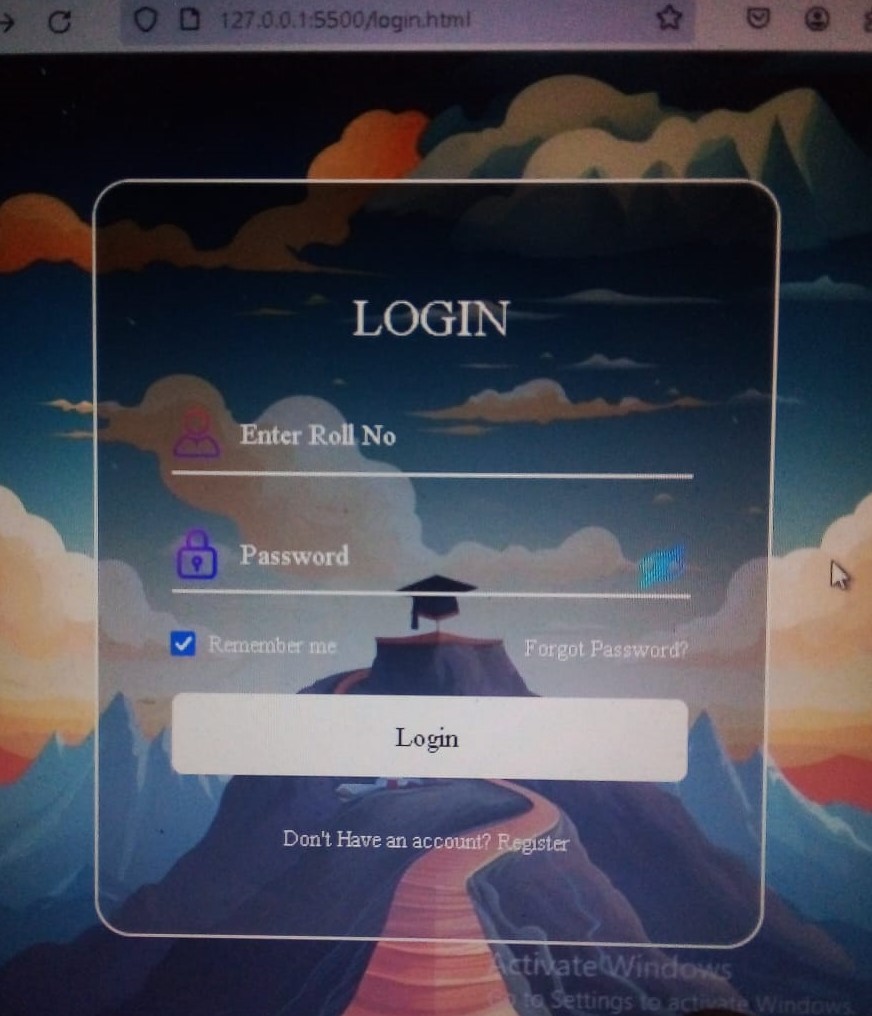 127.0.0.1:5500/login.html
LOGIN
Enter Roll No
Password
Remember me
Forgot Password?
Login
Don't Have an account? Register
Activate Windows
Go to Settings to activate Windows.